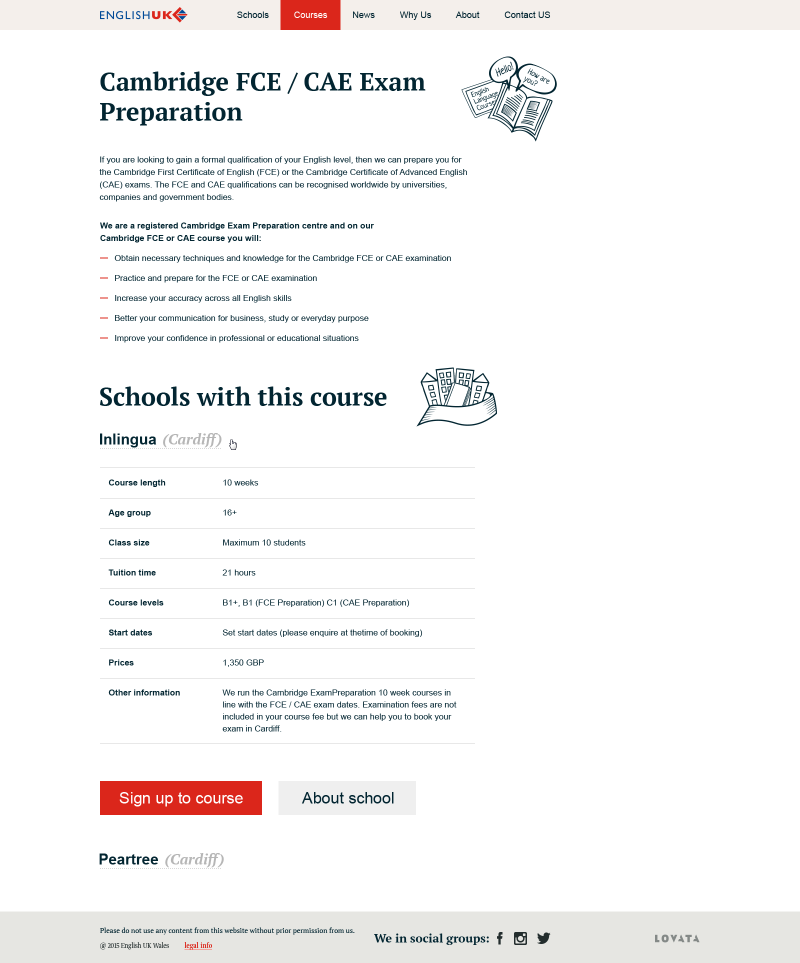 ENGLISHUK
Schools Courses News Why Us About Contact US
Cambridge FCE / CAE Exam
Preparation
Hello!
How are
you?
English
Language
Course
If you are looking to gain a formal qualification of your English level, then we can prepare you for
the Cambridge First Certificate of English (FCE) or the Cambridge Certificate of Advanced English
(CAE) exams. The FCE and CAE qualifications can be recognised worldwide by universities,
companies and government bodies.
We are a registered Cambridge Exam Preparation centre and on our
Cambridge FCE or CAE course you will:
Obtain necessary techniques and knowledge for the Cambridge FCE or CAE examination
Practice and prepare for the FCE or CAE examination
Increase your accuracy across all English skills
Better your communication for business, study or everyday purpose
Improve your confidence in professional or educational situations
Schools with this course
Inlingua (Cardiff)
Course length 10 weeks
Age group 16+
Class size Maximum 10 students
Tuition time 21 hours
Course levels B1+, B1 (FCE Preparation) C1 (CAE Preparation)
Start dates Set start dates (please enquire at thetime of booking)
Prices 1,350 GBP
Other information We run the Cambridge ExamPreparation 10 week courses in
line with the FCE / CAE exam dates. Examination fees are not
included in your course fee but we can help you to book your
exam in Cardiff.
Sign up to course About school
Peartree (Cardiff)
Please do not use any content from this website without prior permission from us.
@ 2015 English UK Wales legal info
We in social groups:
LOVATA